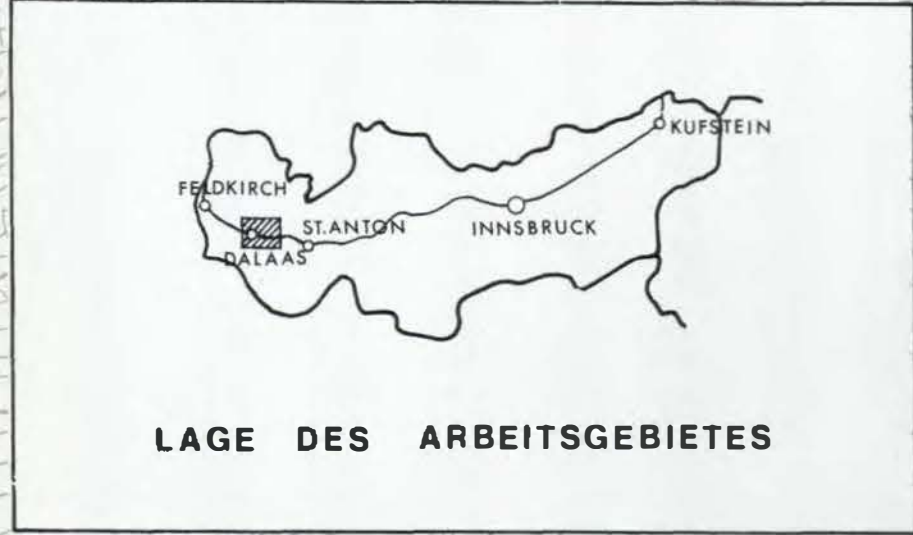 KUFSTEIN
FELDKIRCH
ST.ANTON
INNSBRUCK
DALAAS
LAGE DES ARBEITSGEBIETES